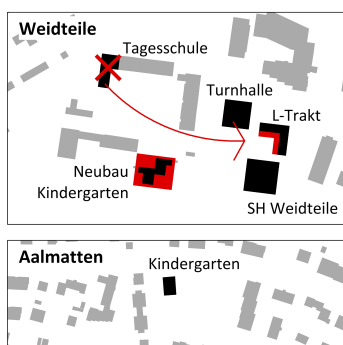 Weidteile
Tagesschule
Turnhalle
L-Trakt
Neubau
Kindergarten
SH Weidteile
Aalmatten
Kindergarten